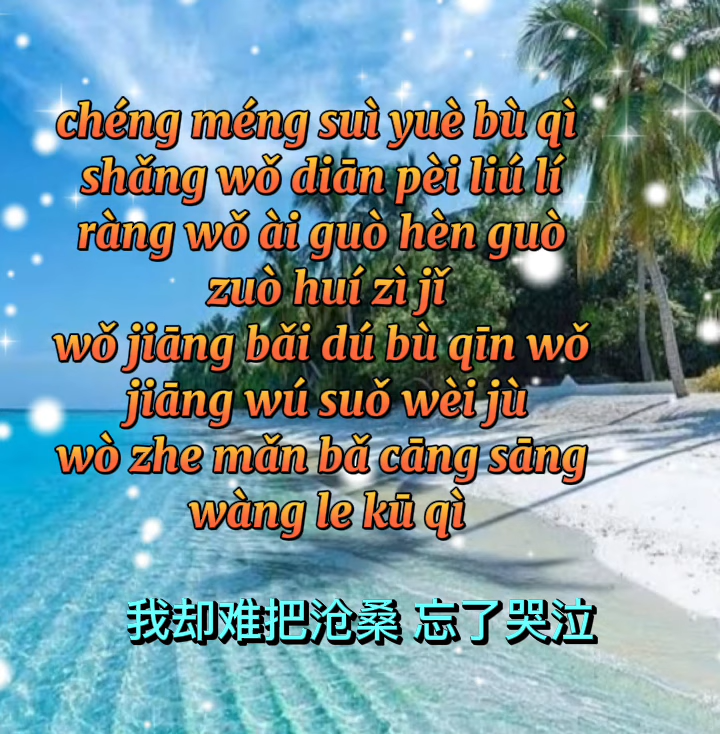 chéng méng suì yuè bù qì
shǎng wǒ diān pèi liú lí
ràng wǒ ài guò hèn guò
zuò huí zì jǐ
wǒ jiāng bǎi dú bù qīn wǒ
jiāng wú suǒ wèi jù
wò zhe mǎn bǎ cāng sāng
wàng le kū qì
我却难把沧桑 忘了哭泣